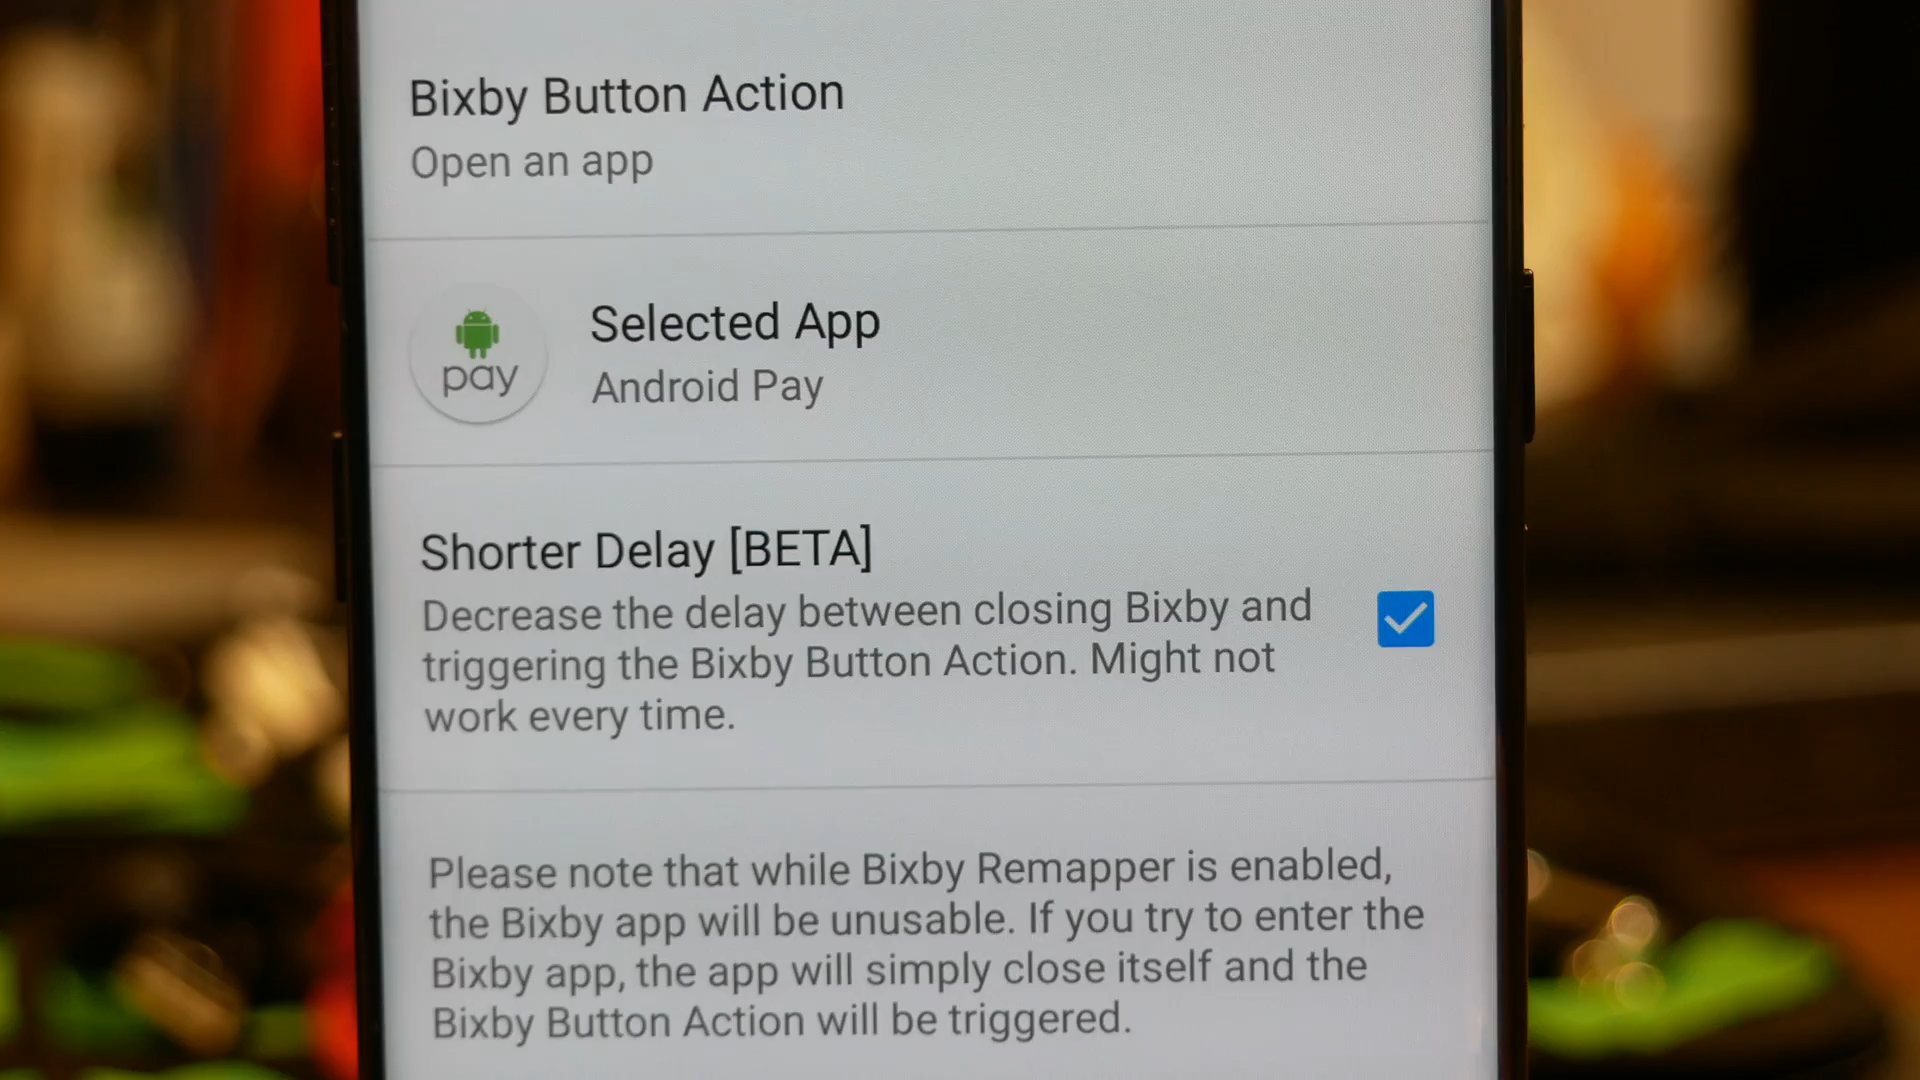 Bixby Button Action
Open an app
pay
Selected App
Android Pay
Shorter Delay [BETA]
Decrease the delay between closing Bixby and
triggering the Bixby Button Action. Might not
work every time.
Please note that while Bixby Remapper is enabled,
the Bixby app will be unusable. If you try to enter the
Bixby app, the app will simply close itself and the
Bixby Button Action will be triggered.